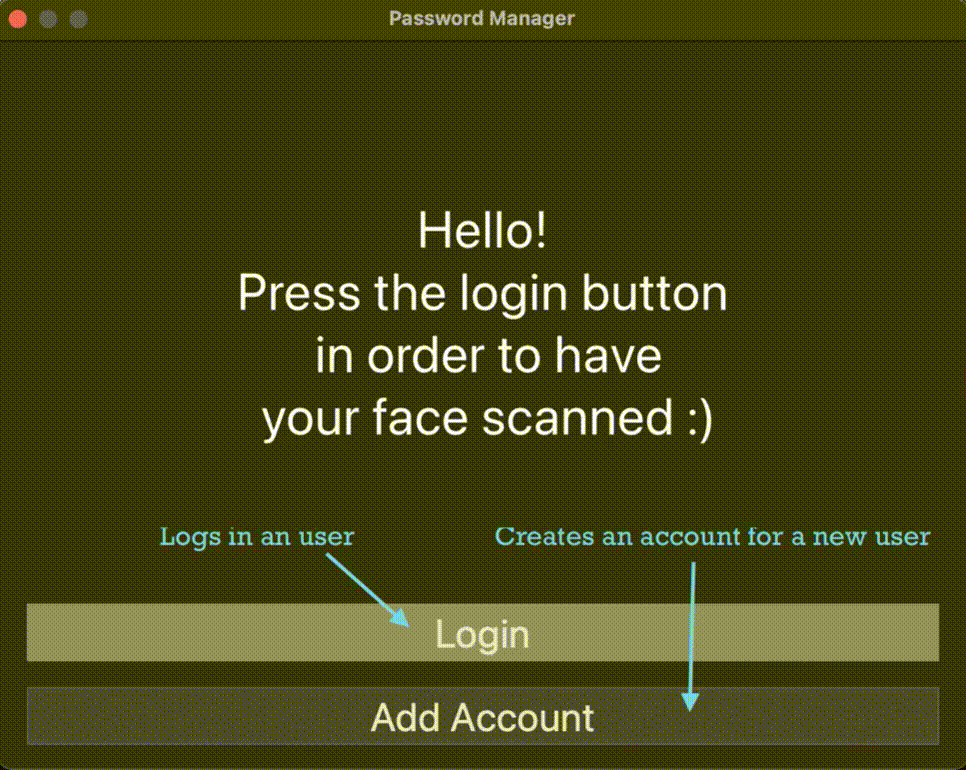 Password Manager
Hello!
Press the login button
in order to have
your face scanned :)
Logs in an user
Creates an account for a new user
Login
Add Account